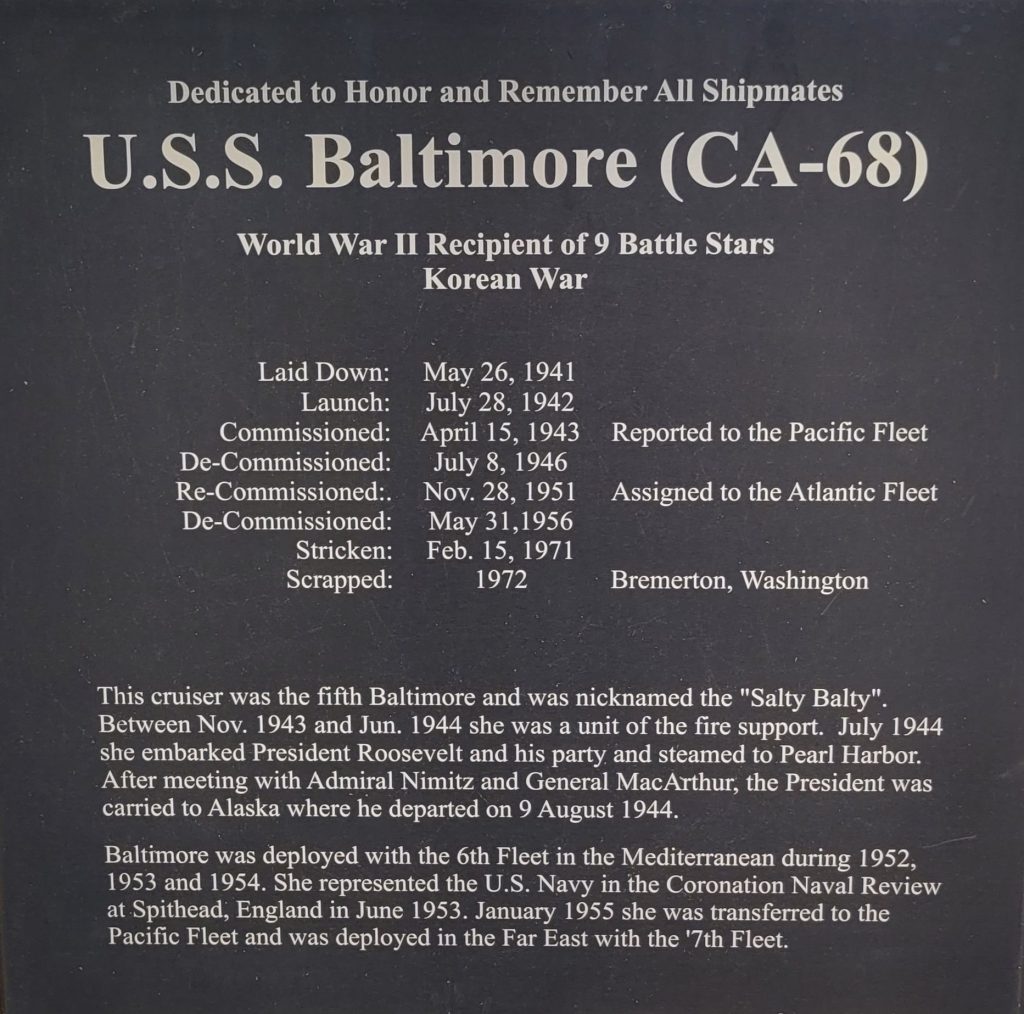 Dedicated to Honor and Remember All Shipmates
U.S.S. Baltimore (CA-68)
World War II Recipient of 9 Battle Stars
Korean War
Laid Down: May 26, 1941
Launch: July 28, 1942
Commissioned: April 15, 1943 Reported to the Pacific Fleet
De-Commissioned: July 8, 1946
Re-Commissioned:. Nov. 28, 1951 Assigned to the Atlantic Fleet
De-Commissioned: May 31,1956
Stricken: Feb. 15, 1971
Scrapped: 1972 Bremerton, Washington
This cruiser was the fifth Baltimore and was nicknamed the "Salty Balty".
Between Nov. 1943 and Jun. 1944 she was a unit of the fire support. July 1944
she embarked President Roosevelt and his party and steamed to Pearl Harbor.
After meeting with Admiral Nimitz and General MacArthur, the President was
carried to Alaska where he departed on 9 August 1944.
Baltimore was deployed with the 6th Fleet in the Mediterranean during 1952,
1953 and 1954. She represented the U.S. Navy in the Coronation Naval Review
at Spithead, England in June 1953. January 1955 she was transferred to the
Pacific Fleet and was deployed in the Far East with the '7th Fleet.